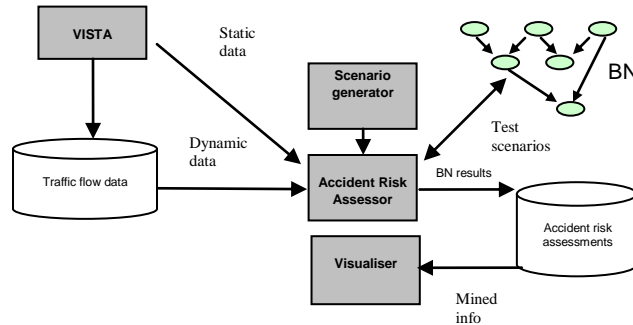 VISTA
Static
data
Scenario
generator
BN
Dynamic
data
Test
scenarios
Traffic flow data
Accident Risk
Assessor
BN results
Accident risk
assessments
Visualiser
Mined
info